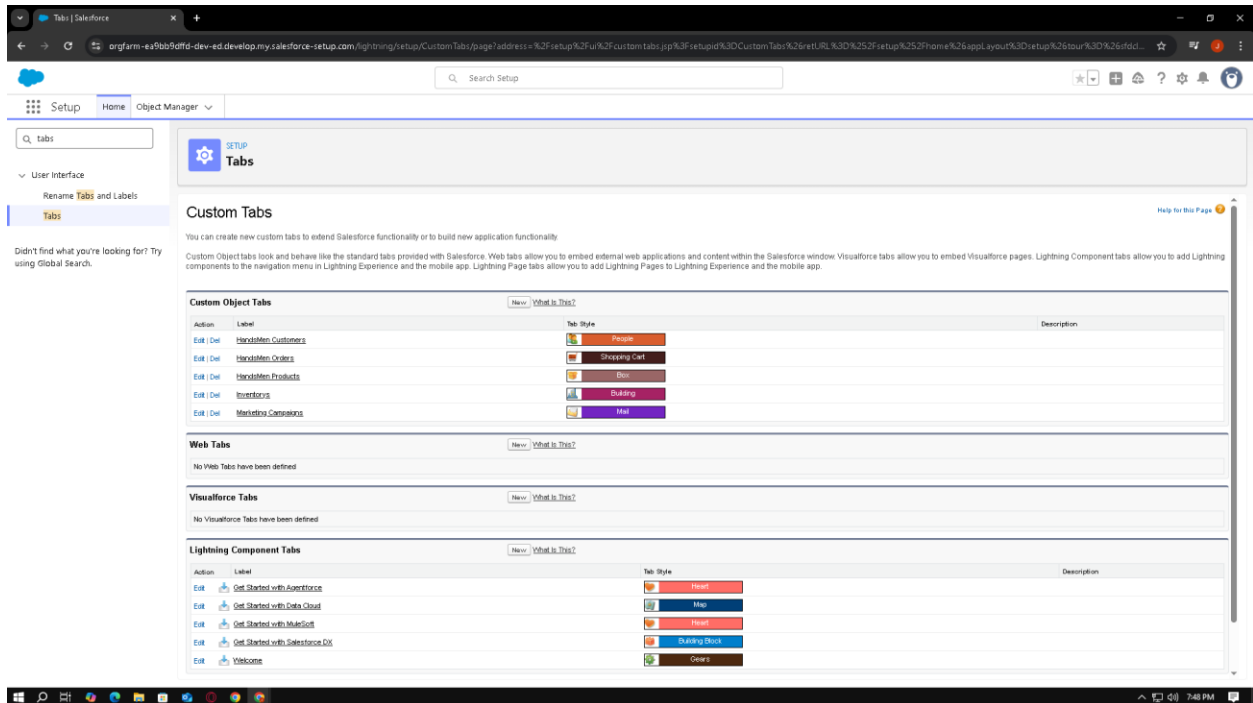 Tabs | Salesforce
orgfarm-ea9bb9dffd-dev-ed.develop.my.salesforce-setup.com/lightning/setup/CustomTabs/page?address=%2Fsetup%2Fui%2Fcustomtabs.jsp%3Fsetupid%3DCustomTabs%26retURL%3D%252Fsetup%252Fhome%26appLayout%3Dsetup%26tour%3D%26sfdcI...
J
Search Setup
Setup
Home
Object Manager
tabs
User Interface
Rename Tabs and Labels
Tabs
Didn't find what you're looking for? Try
using Global Search.
SETUP
Tabs
Custom Tabs
Help for this Page
You can create new custom tabs to extend Salesforce functionality or to build new application functionality
Custom Object tabs look and behave like the standard tabs provided with Salesforce. Web tabs allow you to embed external web applications and content within the Salesforce window. Visualforce tabs allow you to embed Visualforce pages. Lightning Component tabs allow you to add Lightning
components to the navigation menu in Lightning Experience and the mobile app. Lightning Page tabs allow you to add Lightning Pages to Lightning Experience and the mobile app.
Custom Object Tabs New What Is This?
Action Label Tab Style Description
Edit | Del HandsMen Customers People
Edit | Del HandsMen Orders Shopping Cart
Edit | Del HandsMen Products Box
Edit | Del Inventorys Building
Edit | Del Marketing Campaigns Mail
Web Tabs New What Is This?
No Web Tabs have been defined
Visualforce Tabs New What Is This?
No Visualforce Tabs have been defined
Lightning Component Tabs New What Is This?
Action Label Tab Style Description
Edit Get Started with Agentforce Heart
Edit Get Started with Data Cloud Map
Edit Get Started with MuleSoft Heart
Edit Get Started with Salesforce DX Building Block
Edit Welcome Gears
7:48 PM